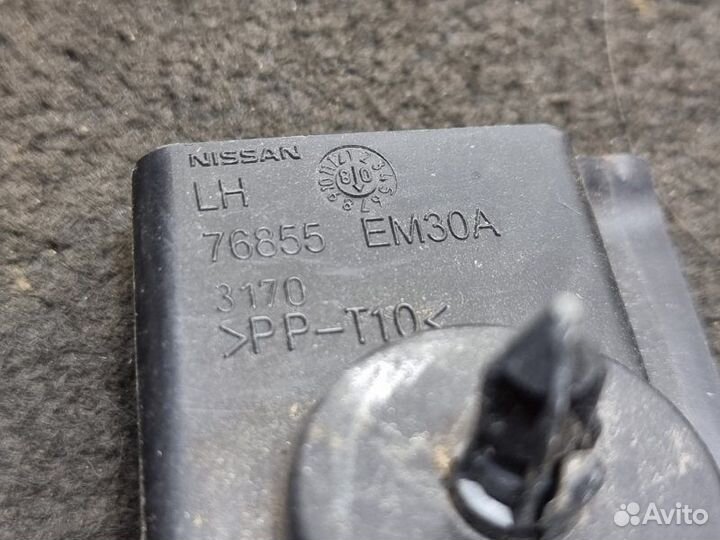 NISSAN
LH
76855 EM30A
3170
>PP-T10<
Avito